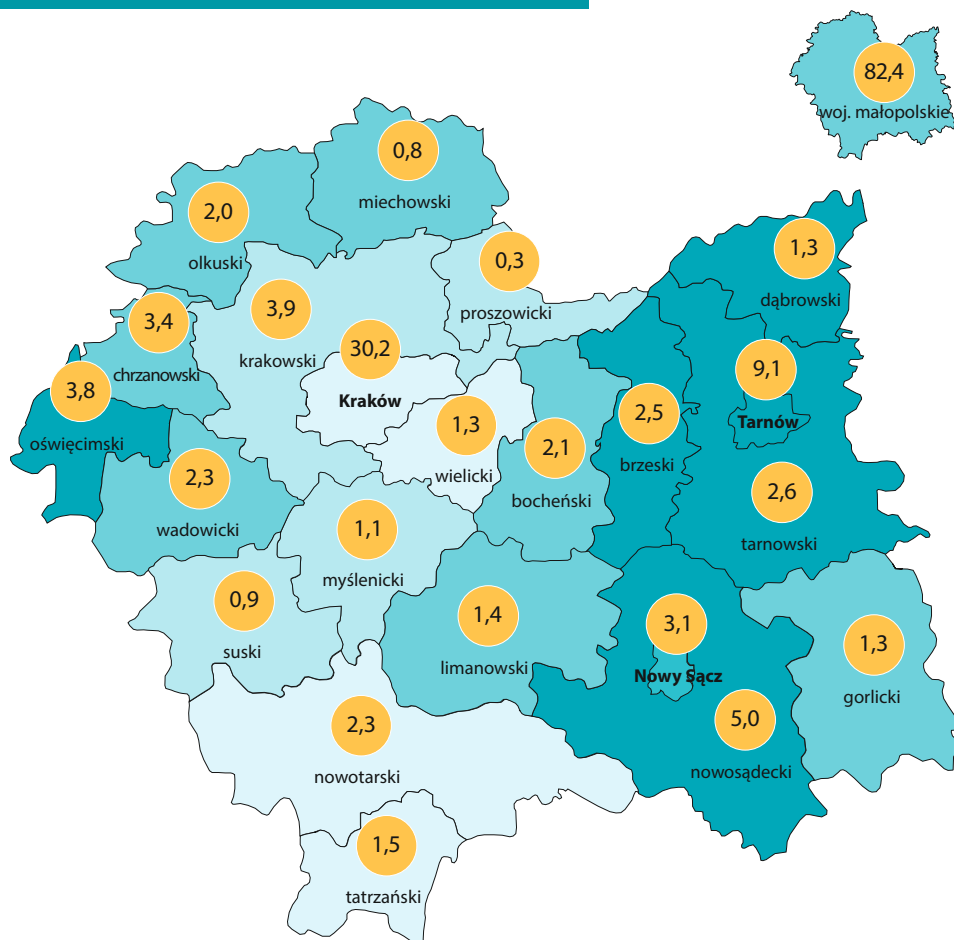 82,4
woj. małopolskie
0,8
miechowski
2,0
olkuski
0,3
proszowicki
1,3
dąbrowski
3,4
chrzanowski
3,9
krakowski
30,2
Kraków
9,1
Tarnów
3,8
oświęcimski
1,3
wielicki
2,1
bocheński
2,5
brzeski
2,3
wadowicki
2,6
tarnowski
1,1
myślenicki
0,9
suski
1,4
limanowski
3,1
Nowy Sącz
1,3
gorlicki
5,0
nowosądecki
2,3
nowotarski
1,5
tatrzański